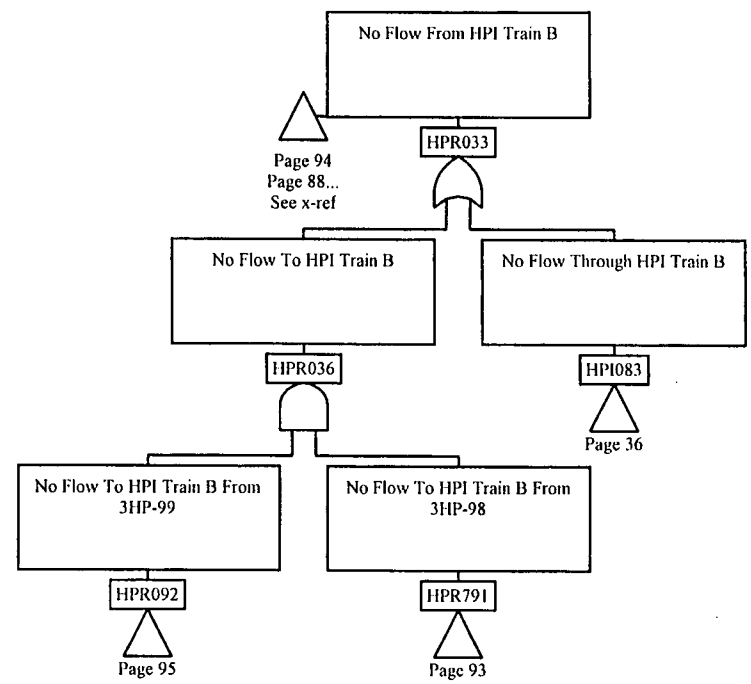 No Flow From HPI Train B
HPR033
Page 94
Page 88...
See x-ref
No Flow To HPI Train B
No Flow Through HPI Train B
HPR036
HPI083
Page 36
No Flow To HPI Train B From
3HP-99
No Flow To HPI Train B From
3HP-98
HPR092
HPR791
Page 95
Page 93